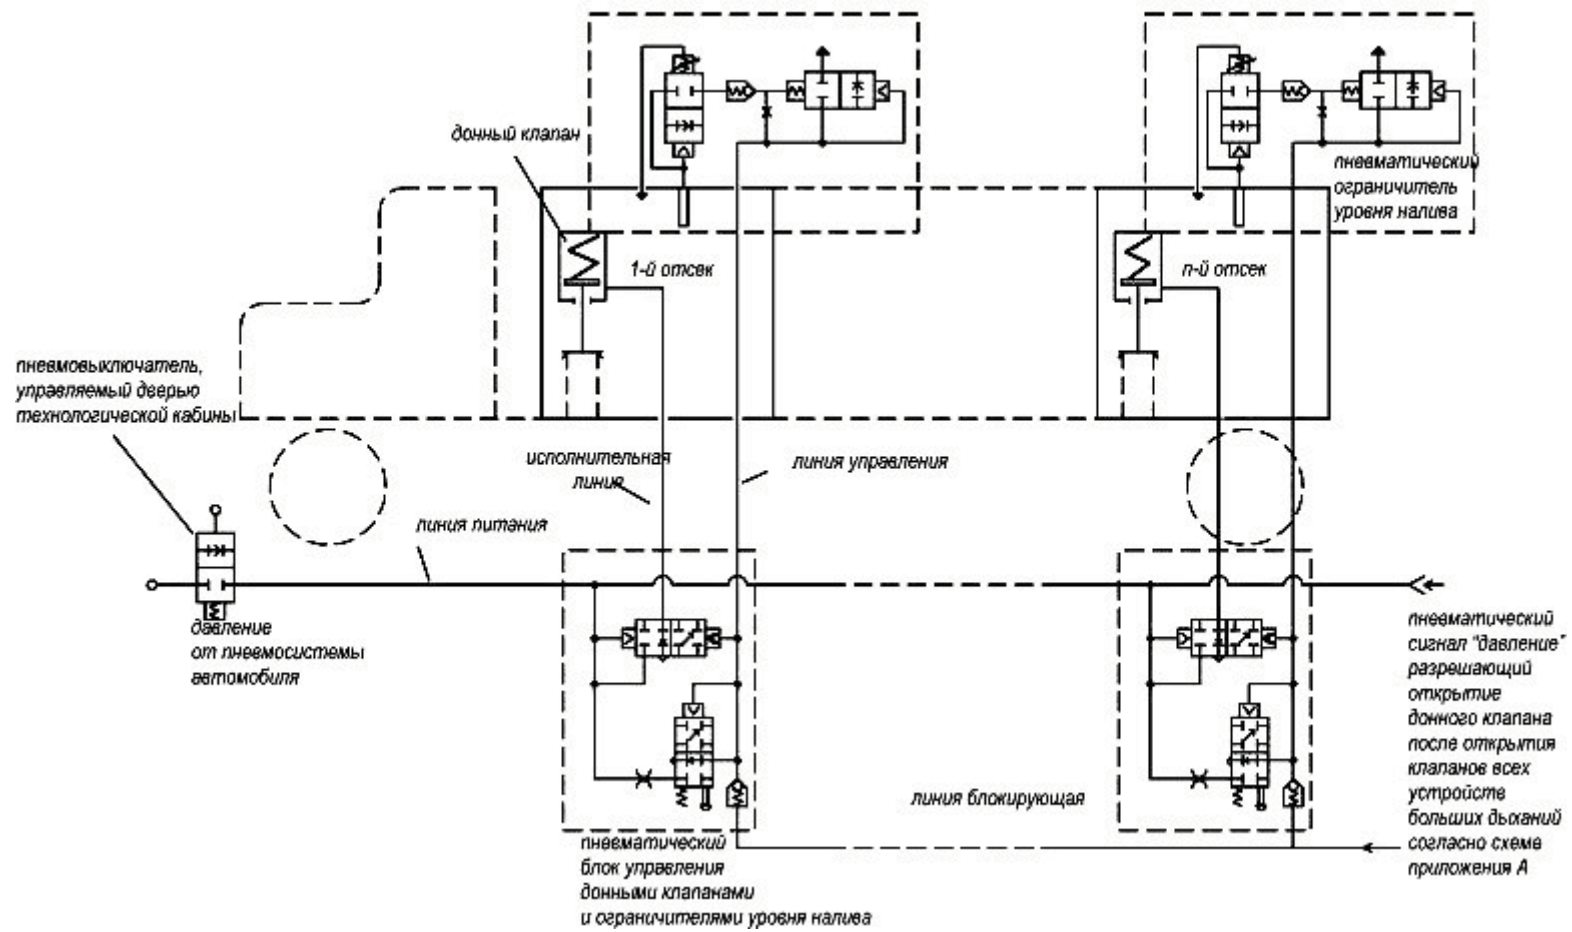 донный клапан
пневматический
ограничитель
уровня налива
1-й отсек
n-й отсек
пневмовыключатель,
управляемый дверью
технологической кабины
исполнительная
линия
линия управления
линия питания
давление
от пневмосистемы
автомобиля
пневматический
сигнал "давление"
разрешающий
открытие
донного клапана
после открытия
клапанов всех
устройств
больших дыханий
согласно схеме
приложения А
линия блокирующая
пневматический
блок управления
донными клапанами
и ограничителями уровня налива